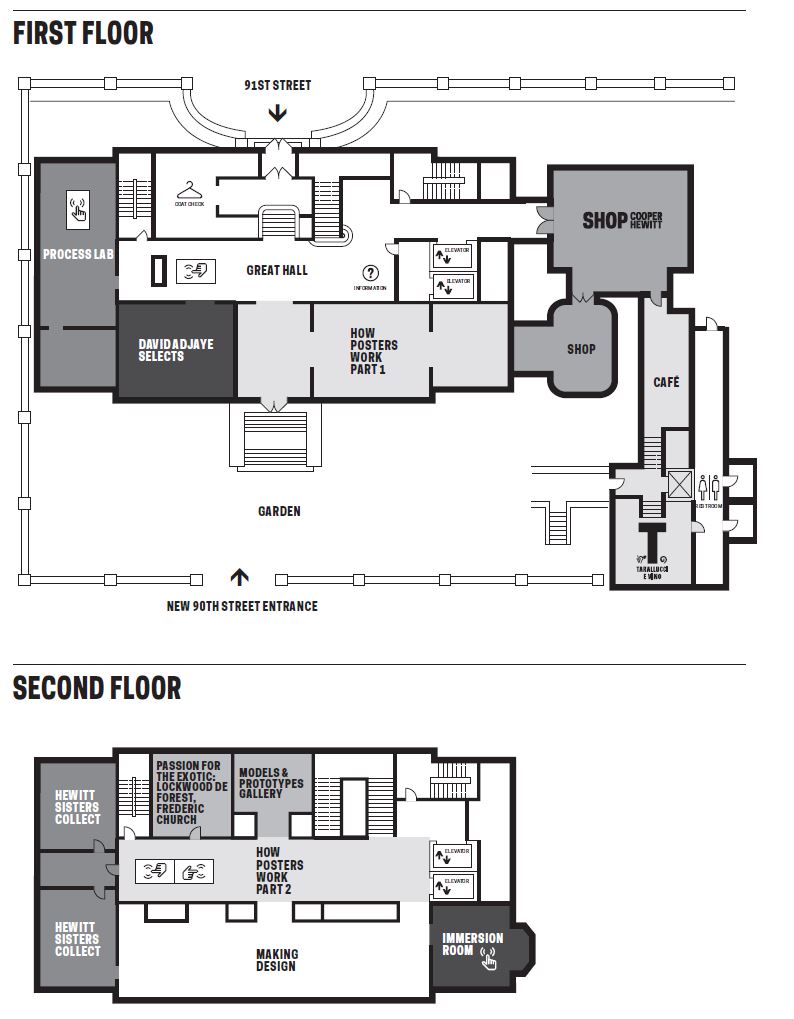 FIRST FLOOR
91ST STREET
COAT CHECK
PROCESS LAB
GREAT HALL
?
INFORMATION
ELEVATOR
ELEVATOR
SHOP COOPER
HEWITT
DAVID ADJAYE
SELECTS
HOW
POSTERS
WORK
PART 1
SHOP
CAFÉ
RESTROOM
GARDEN
T
TARALLUCCI
E VINO
NEW 90TH STREET ENTRANCE
SECOND FLOOR
HEWITT
SISTERS
COLLECT
PASSION FOR
THE EXOTIC:
LOCKWOOD DE
FOREST,
FREDERIC
CHURCH
MODELS &
PROTOTYPES
GALLERY
HOW
POSTERS
WORK
PART 2
ELEVATOR
ELEVATOR
HEWITT
SISTERS
COLLECT
MAKING
DESIGN
IMMERSION
ROOM